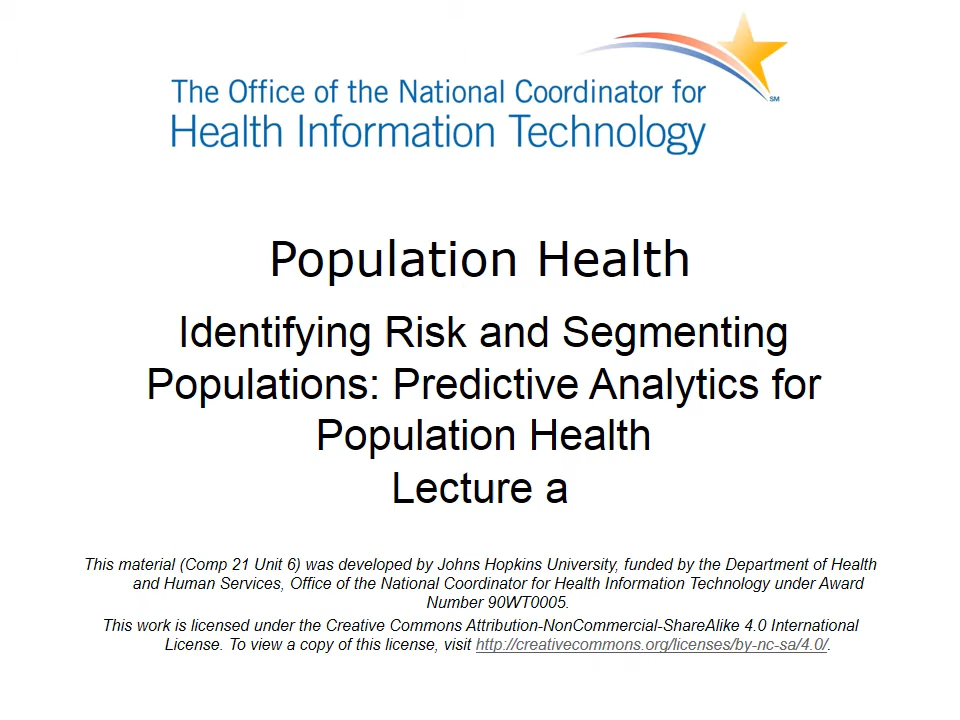 The Office of the National Coordinator for
Health Information Technology
SM
Population Health
Identifying Risk and Segmenting
Populations: Predictive Analytics for
Population Health
Lecture a
This material (Comp 21 Unit 6) was developed by Johns Hopkins University, funded by the Department of Health
and Human Services, Office of the National Coordinator for Health Information Technology under Award
Number 90WT0005.
This work is licensed under the Creative Commons Attribution-NonCommercial-ShareAlike 4.0 International
License. To view a copy of this license, visit http://creativecommons.org/licenses/by-nc-sa/4.0/.